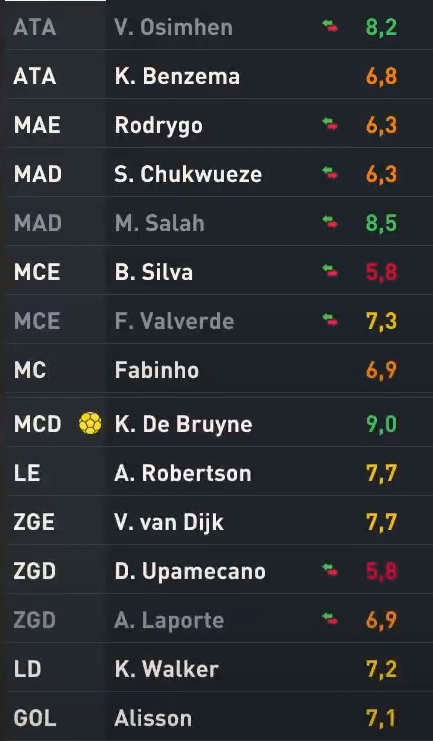 ATA V. Osimhen 8,2
ATA K. Benzema 6,8
MAE Rodrygo 6,3
MAD S. Chukwueze 6,3
MAD M. Salah 8,5
MCE B. Silva 5,8
MCE F. Valverde 7,3
MC Fabinho 6,9
MCD K. De Bruyne 9,0
LE A. Robertson 7,7
ZGE V. van Dijk 7,7
ZGD D. Upamecano 5,8
ZGD A. Laporte 6,9
LD K. Walker 7,2
GOL Alisson 7,1